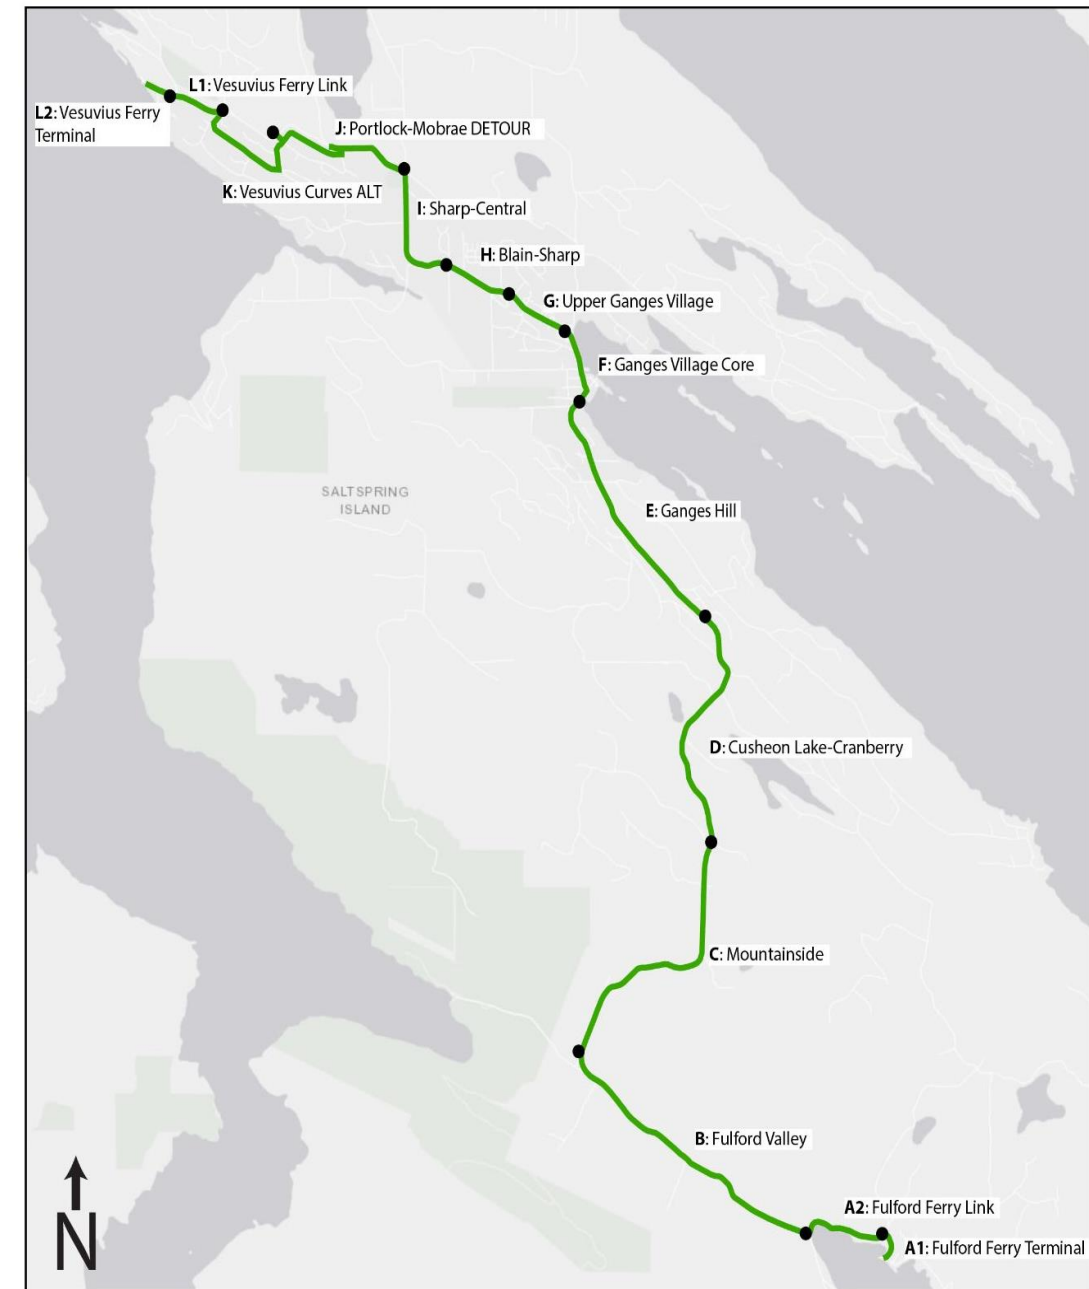 L1: Vesuvius Ferry Link
L2: Vesuvius Ferry
Terminal
J: Portlock-Mobrae DETOUR
K: Vesuvius Curves ALT
I: Sharp-Central
H: Blain-Sharp
G: Upper Ganges Village
F: Ganges Village Core
SALTSPRING
ISLAND
E: Ganges Hill
D: Cusheon Lake-Cranberry
C: Mountainside
B: Fulford Valley
A2: Fulford Ferry Link
A1: Fulford Ferry Terminal
N